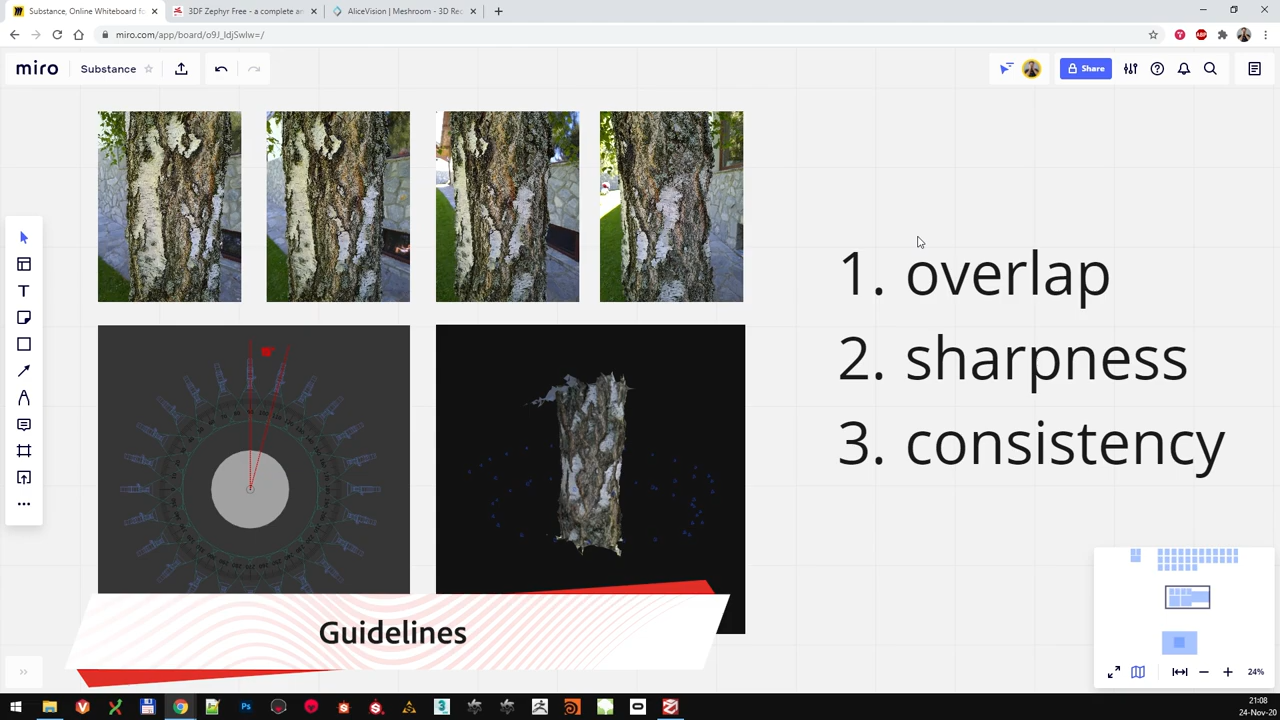 Substance, Online Whiteboard fo
3DF Zephyr Free - a complete an
AliceVision | Meshroom - 3D Rec
miro.com/app/board/o9J_ldjSwlw=/
miro
Substance
Share
1. overlap
2. sharpness
3. consistency
Guidelines
24%
21:08
24-Nov-20